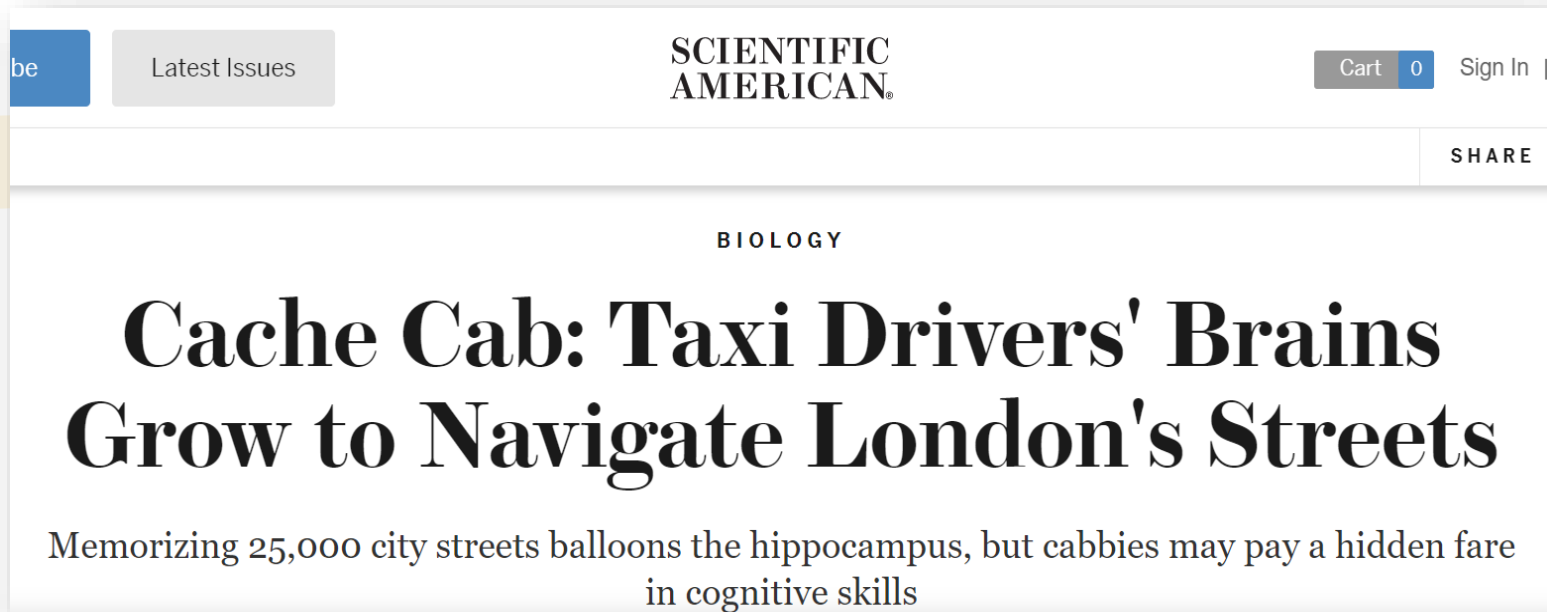 be
Latest Issues
SCIENTIFIC
AMERICAN®
Cart 0
Sign In
SHARE
BIOLOGY
Cache Cab: Taxi Drivers' Brains
Grow to Navigate London's Streets
Memorizing 25,000 city streets balloons the hippocampus, but cabbies may pay a hidden fare
in cognitive skills